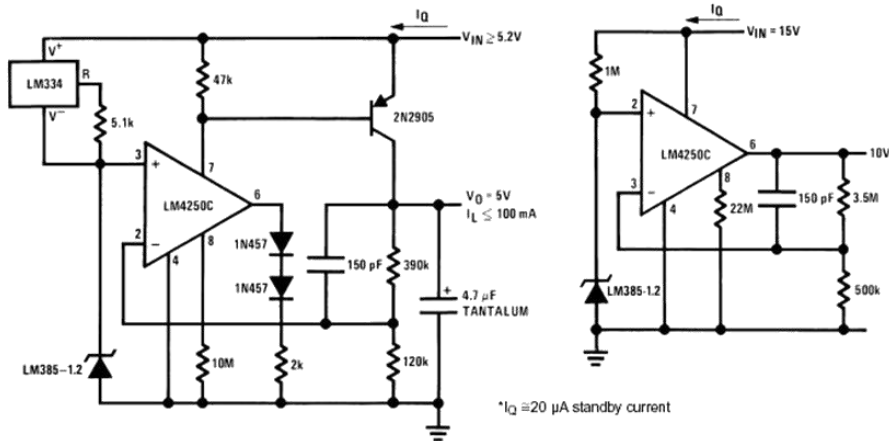 IQ
VIN ≥ 5.2V
V+
LM334
R
V−
47k
5.1k
2N2905
3
+
7
LM4250C
6
2
−
4
8
1N457
1N457
150 pF
VO = 5V
IL ≤ 100 mA
390k
+
4.7 μF
TANTALUM
LM385–1.2
10M
2k
120k
IQ
VIN = 15V
1M
2
+
7
LM4250C
6
10V
3
−
8
4
22M
150 pF
3.5M
LM385-1.2
500k
*IQ ≅20 μA standby current